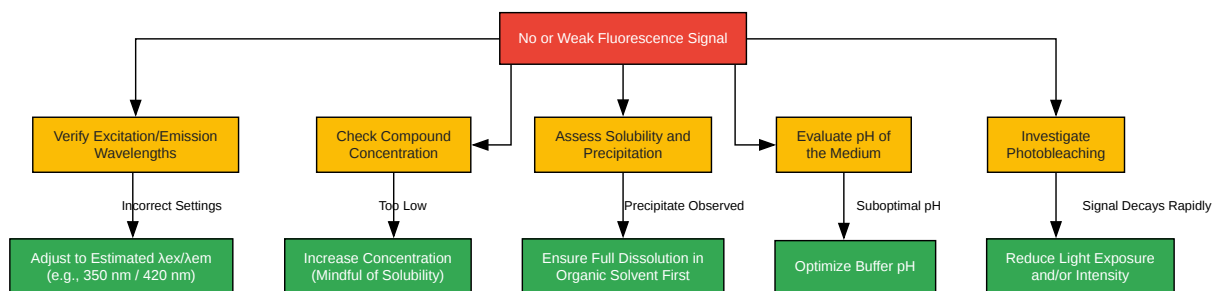 No or Weak Fluorescence Signal
Verify Excitation/Emission
Wavelengths
Check Compound
Concentration
Assess Solubility and
Precipitation
Evaluate pH of
the Medium
Investigate
Photobleaching
Incorrect Settings
Too Low
Precipitate Observed
Suboptimal pH
Signal Decays Rapidly
Adjust to Estimated λex/λem
(e.g., 350 nm / 420 nm)
Increase Concentration
(Mindful of Solubility)
Ensure Full Dissolution in
Organic Solvent First
Optimize Buffer pH
Reduce Light Exposure
and/or Intensity